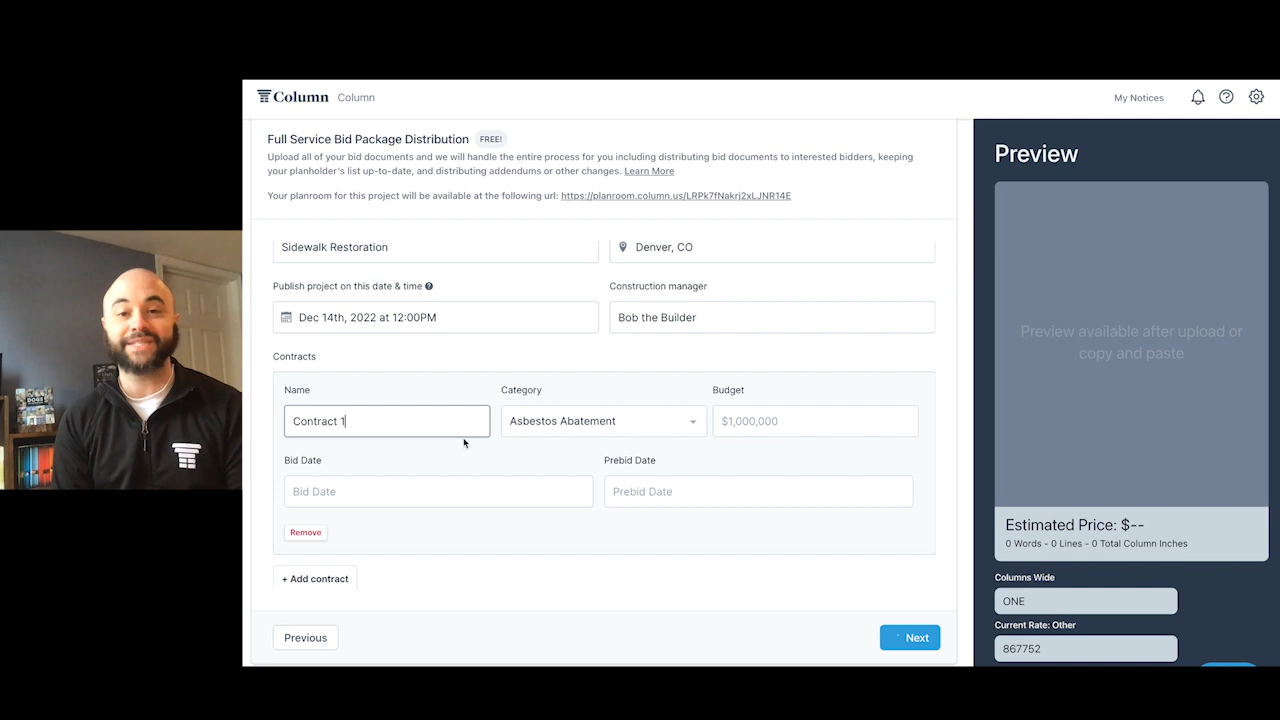 Column Column
My Notices
Full Service Bid Package Distribution FREE!
Upload all of your bid documents and we will handle the entire process for you including distributing bid documents to interested bidders, keeping
your planholder's list up-to-date, and distributing addendums or other changes. Learn More
Your planroom for this project will be available at the following url: https://planroom.column.us/LRPk7fNakrj2xLJNR14E
Sidewalk Restoration
Denver, CO
Publish project on this date & time
Construction manager
Dec 14th, 2022 at 12:00PM
Bob the Builder
Contracts
Name
Category
Budget
Contract 1
Asbestos Abatement
$1,000,000
Bid Date
Prebid Date
Bid Date
Prebid Date
Remove
+ Add contract
Previous
Next
Preview
Preview available after upload or
copy and paste
Estimated Price: $--
0 Words - 0 Lines - 0 Total Column Inches
Columns Wide
ONE
Current Rate: Other
867752
DOGS